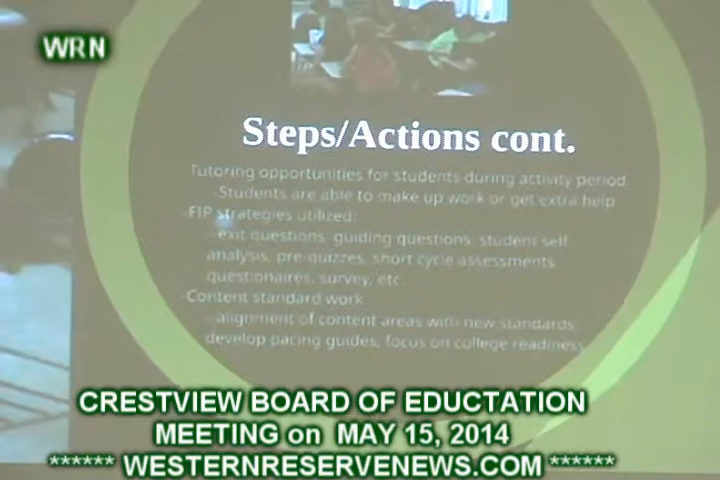 WRN
Steps/Actions cont.
Tutoring opportunities for students during activity period.
-Students are able to make up work or get extra help
-FIP strategies utilized:
-exit questions, guiding questions, student self
analysis, pre-quizzes, short cycle assessments,
questionaires, survey, etc.
-Content standard work
-alignment of content areas with new standards,
develop pacing guides, focus on college readiness
CRESTVIEW BOARD OF EDUCTATION
MEETING on MAY 15, 2014
****** WESTERNRESERVENEWS.COM ******